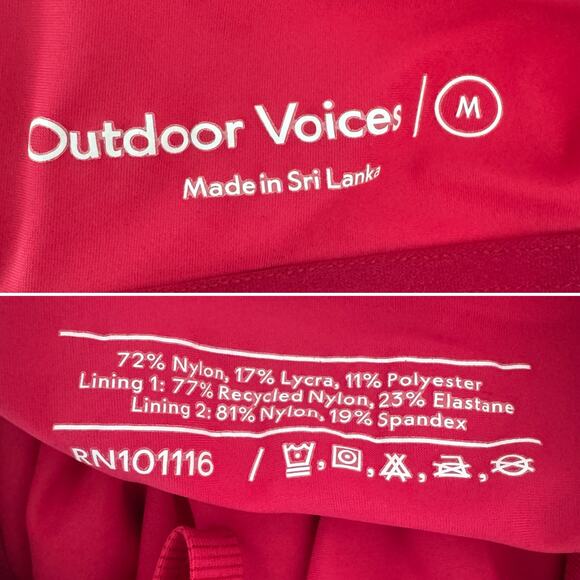 Outdoor Voices / M
Made in Sri Lanka
72% Nylon, 17% Lycra, 11% Polyester
Lining 1: 77% Recycled Nylon, 23% Elastane
Lining 2: 81% Nylon, 19% Spandex
RN101116 /